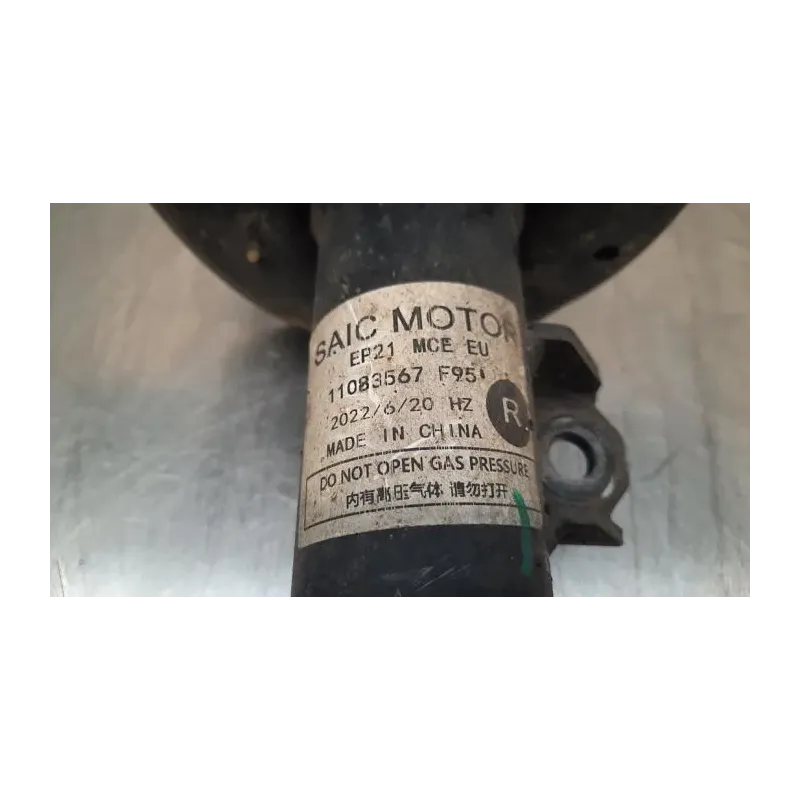 SAIC MOTOR
EP21 MCE EU
11083567 F95
2022/6/20 HZ
R
MADE IN CHINA
DO NOT OPEN GAS PRESSURE
内有高压气体 请勿打开